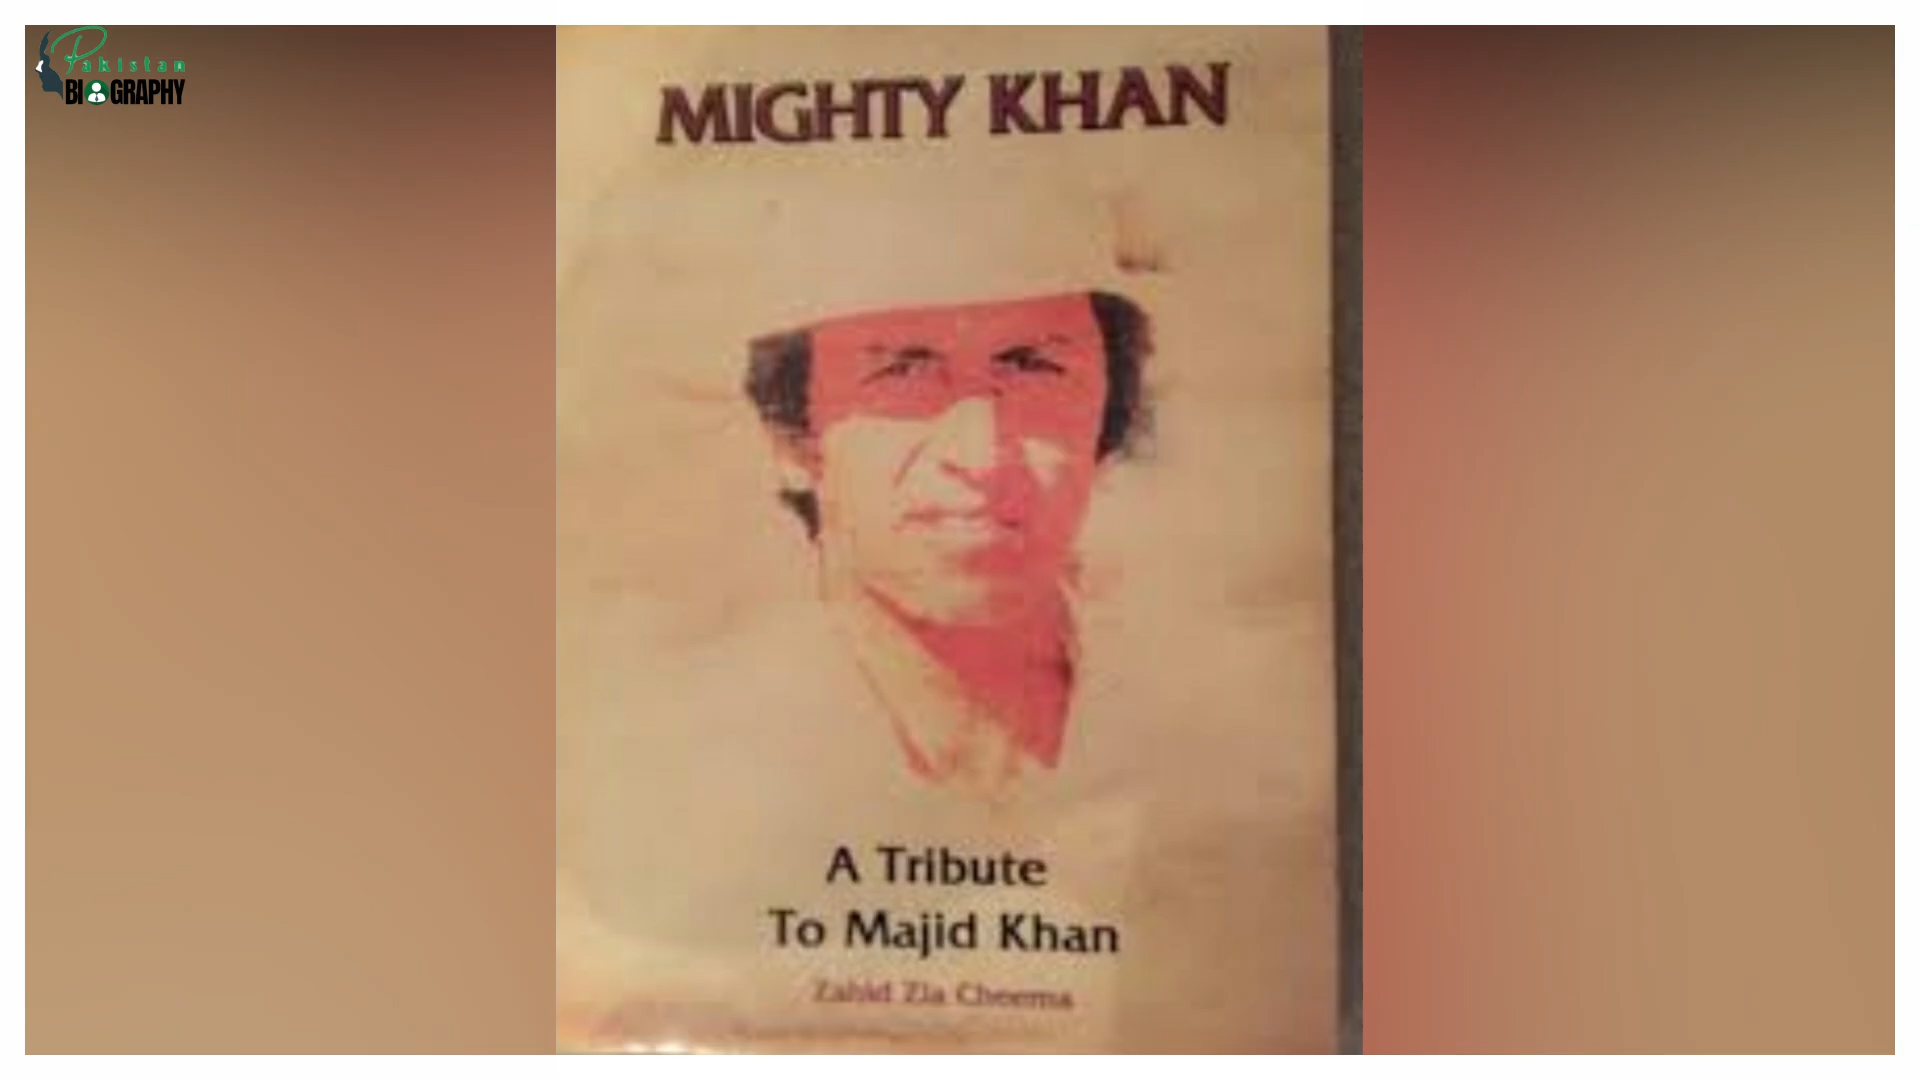 Pakistan
BIOGRAPHY
MIGHTY KHAN
A Tribute
To Majid Khan
Zahid Zia Cheema